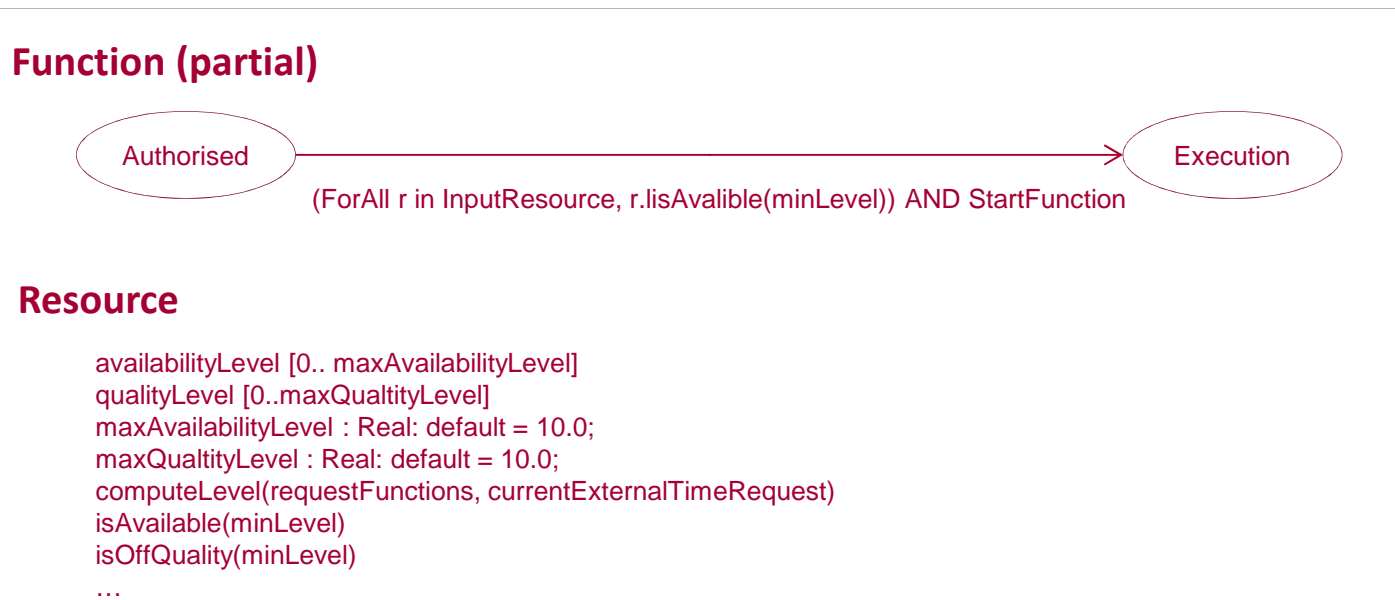 Function (partial)
Authorised
Execution
(ForAll r in InputResource, r.IisAvalible(minLevel)) AND StartFunction
Resource
availabilityLevel [0.. maxAvailabilityLevel]
qualityLevel [0..maxQualtityLevel]
maxAvailabilityLevel : Real: default = 10.0;
maxQualtityLevel : Real: default = 10.0;
computeLevel(requestFunctions, currentExternalTimeRequest)
isAvailable(minLevel)
isOffQuality(minLevel)
…